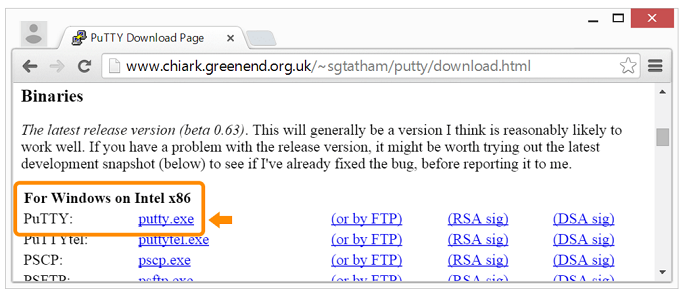 PuTTY Download Page
www.chiark.greenend.org.uk/~sgtatham/putty/download.html
Binaries
The latest release version (beta 0.63). This will generally be a version I think is reasonably likely to
work well. If you have a problem with the release version, it might be worth trying out the latest
development snapshot (below) to see if I've already fixed the bug, before reporting it to me.
For Windows on Intel x86
PuTTY: putty.exe (or by FTP) (RSA sig) (DSA sig)
PuTTYtel: puttytel.exe (or by FTP) (RSA sig) (DSA sig)
PSCP: pscp.exe (or by FTP) (RSA sig) (DSA sig)
PSFTP: psftp.exe (or by FTP) (RSA sig) (DSA sig)